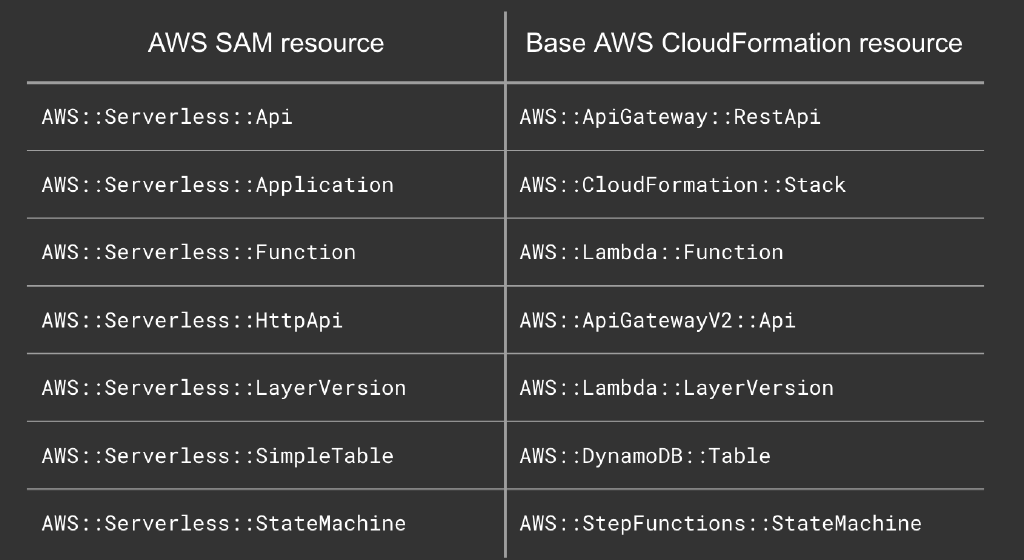 AWS SAM resource Base AWS CloudFormation resource
AWS::Serverless::Api AWS::ApiGateway::RestApi
AWS::Serverless::Application AWS::CloudFormation::Stack
AWS::Serverless::Function AWS::Lambda::Function
AWS::Serverless::HttpApi AWS::ApiGatewayV2::Api
AWS::Serverless::LayerVersion AWS::Lambda::LayerVersion
AWS::Serverless::SimpleTable AWS::DynamoDB::Table
AWS::Serverless::StateMachine AWS::StepFunctions::StateMachine